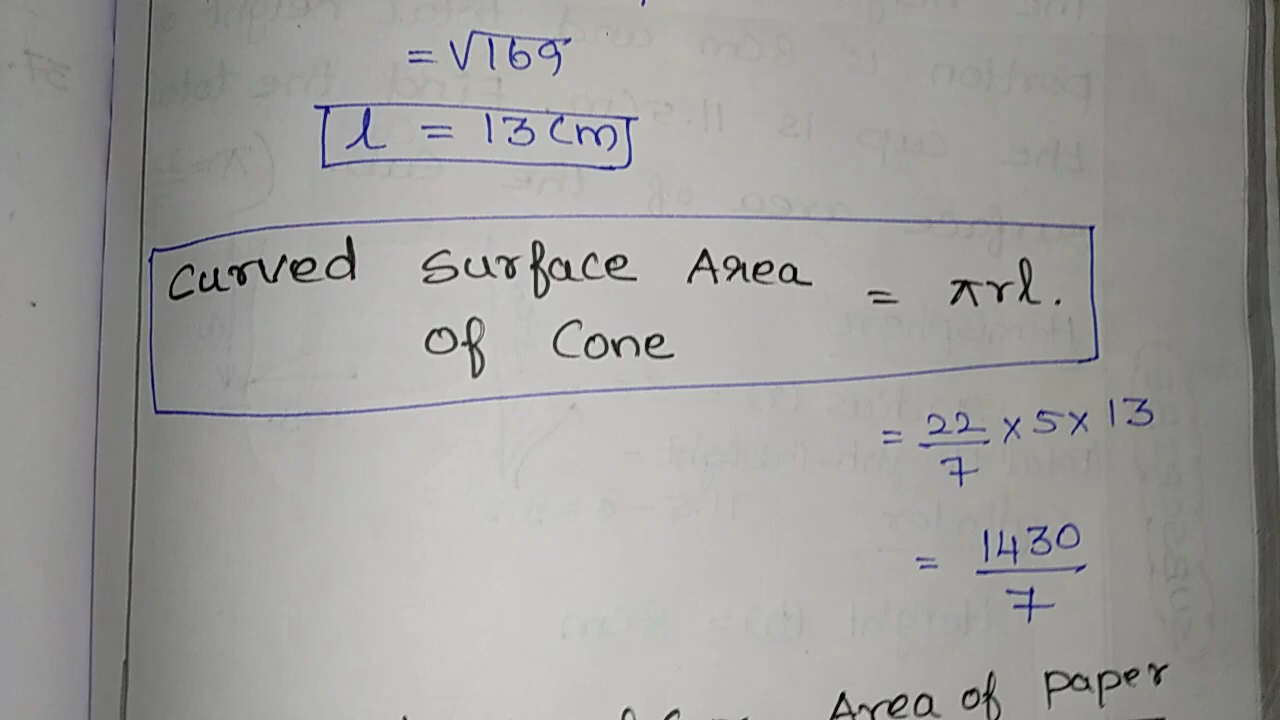 = √169
l = 13 cm
Curved Surface Area = πrl.
Of Cone
= 22/7 × 5 × 13
= 1430/7
Area of paper